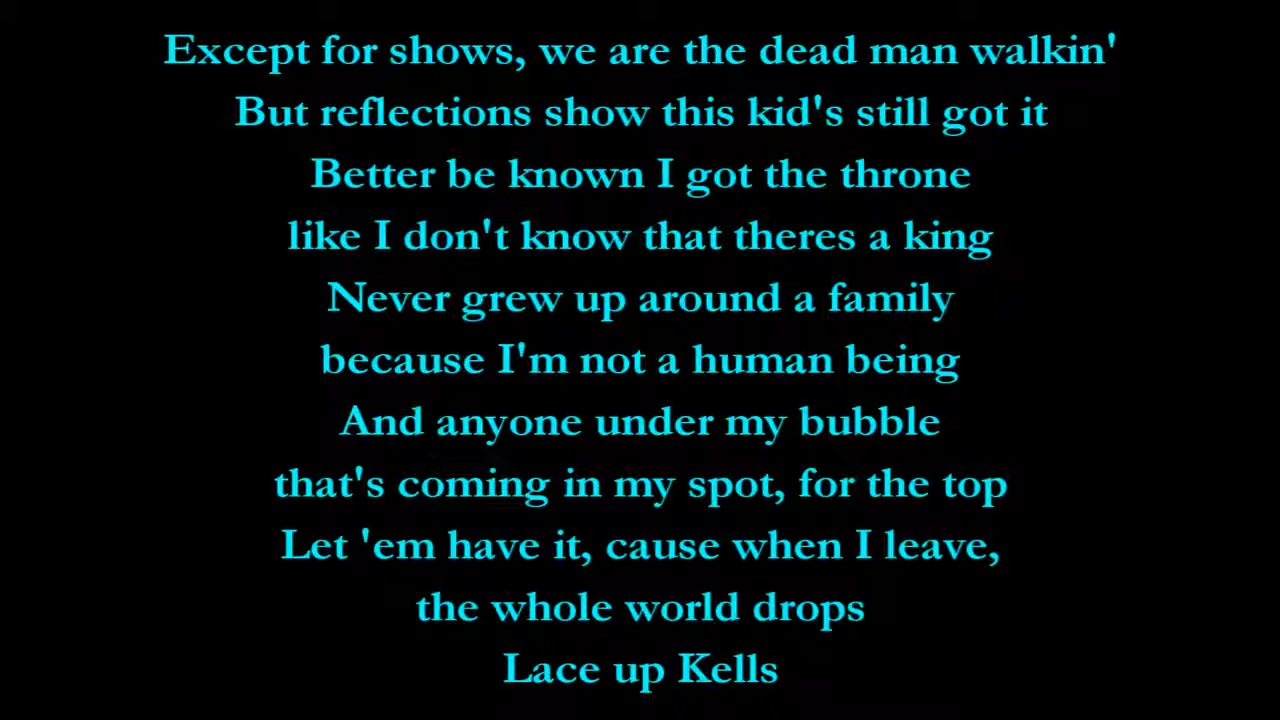 Except for shows, we are the dead man walkin'
But reflections show this kid's still got it
Better be known I got the throne
like I don't know that theres a king
Never grew up around a family
because I'm not a human being
And anyone under my bubble
that's coming in my spot, for the top
Let 'em have it, cause when I leave,
the whole world drops
Lace up Kells